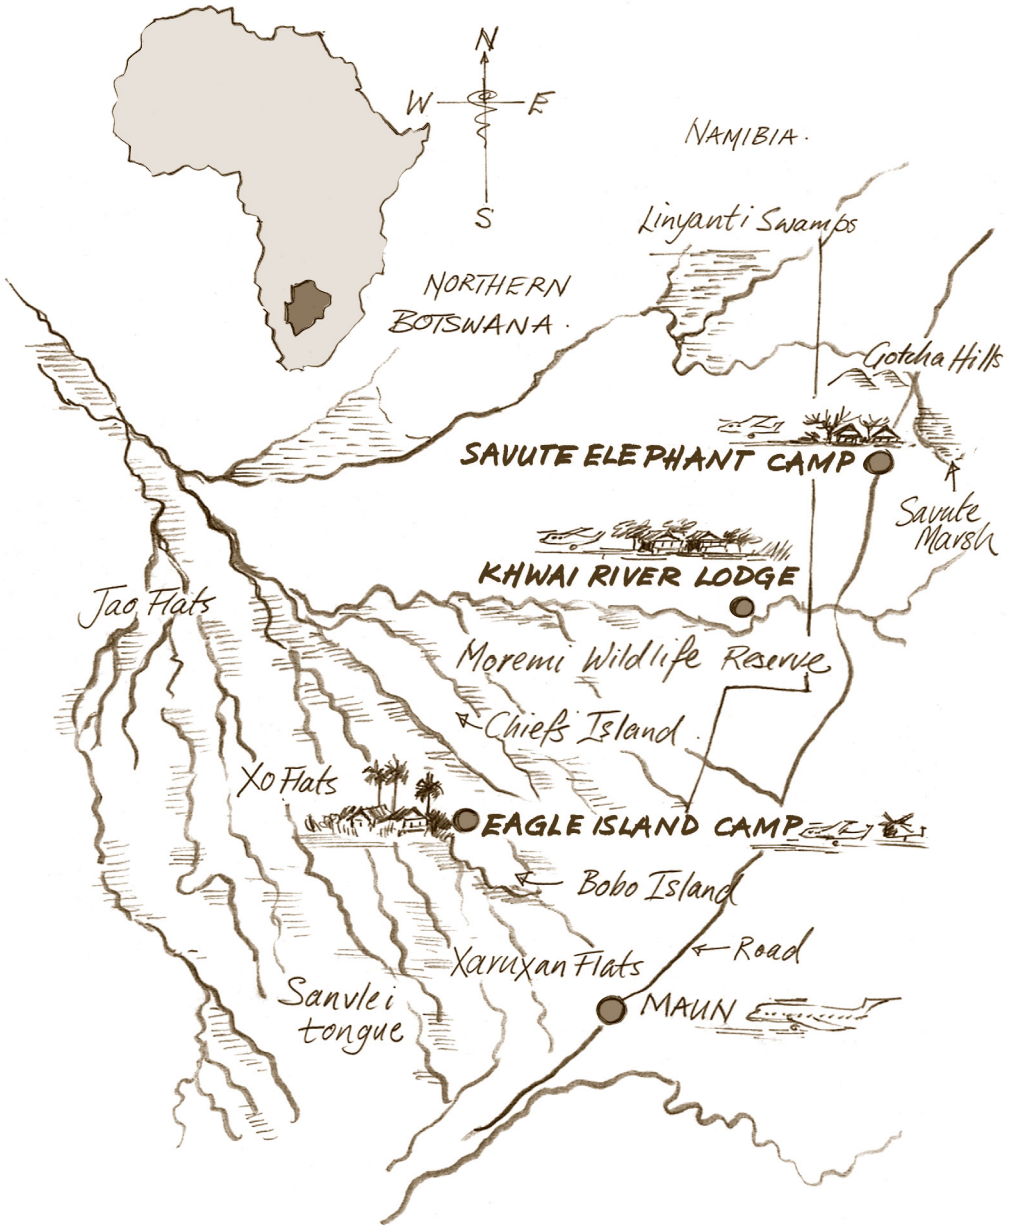 N
W E
S
NAMIBIA.
Linyanti Swamps
NORTHERN
BOTSWANA.
Gotcha Hills
SAVUTE ELEPHANT CAMP
Savute
Marsh
KHWAI RIVER LODGE
Jao Flats
Moremi Wildlife Reserve
Chiefs Island
Xo Flats
EAGLE ISLAND CAMP
Bobo Island
Road
Xaruxan Flats
Sanvlei
tongue
MAUN